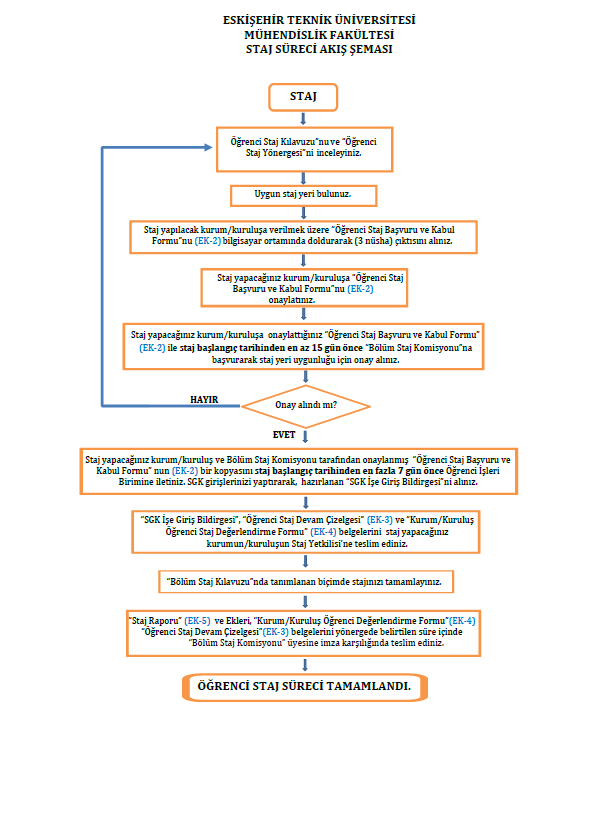 ESKİŞEHİR TEKNİK ÜNİVERSİTESİ
MÜHENDİSLİK FAKÜLTESİ
STAJ SÜRECİ AKIŞ ŞEMASI
STAJ
Öğrenci Staj Kılavuzu"nu ve "Öğrenci
Staj Yönergesi"ni inceleyiniz.
Uygun staj yeri bulunuz.
Staj yapılacak kurum/kuruluşa verilmek üzere "Öğrenci Staj Başvuru ve Kabul
Formu"nu (EK-2) bilgisayar ortamında doldurarak (3 nüsha) çıktısını alınız.
Staj yapacağınız kurum/kuruluşa "Öğrenci Staj
Başvuru ve Kabul Formu"nu (EK-2)
onaylatınız.
Staj yapacağınız kurum/kuruluşa onaylattığınız "Öğrenci Staj Başvuru ve Kabul Formu"
(EK-2) ile staj başlangıç tarihinden en az 15 gün önce "Bölüm Staj Komisyonu"na
başvurarak staj yeri uygunluğu için onay alınız.
HAYIR
Onay alındı mı?
EVET
Staj yapacağınız kurum/kuruluş ve Bölüm Staj Komisyonu tarafından onaylanmış "Öğrenci Staj Başvuru ve
Kabul Formu" nun (EK-2) bir kopyasını staj başlangıç tarihinden en fazla 7 gün önce Öğrenci İşleri
Birimine iletiniz. SGK girişlerinizi yaptırarak, hazırlanan "SGK İşe Giriş Bildirgesi"ni alınız.
"SGK İşe Giriş Bildirgesi", "Öğrenci Staj Devam Çizelgesi" (EK-3) ve "Kurum/Kuruluş
Öğrenci Staj Değerlendirme Formu" (EK-4) belgelerini staj yapacağınız
kurumun/kuruluşun Staj Yetkilisi'ne teslim ediniz.
"Bölüm Staj Kılavuzu"nda tanımlanan biçimde stajınızı tamamlayınız.
"Staj Raporu" (EK-5) ve Ekleri, "Kurum/Kuruluş Öğrenci Değerlendirme Formu"(EK-4)
"Öğrenci Staj Devam Çizelgesi"(EK-3) belgelerini yönergede belirtilen süre içinde
"Bölüm Staj Komisyonu" üyesine imza karşılığında teslim ediniz.
ÖĞRENCİ STAJ SÜRECİ TAMAMLANDI.